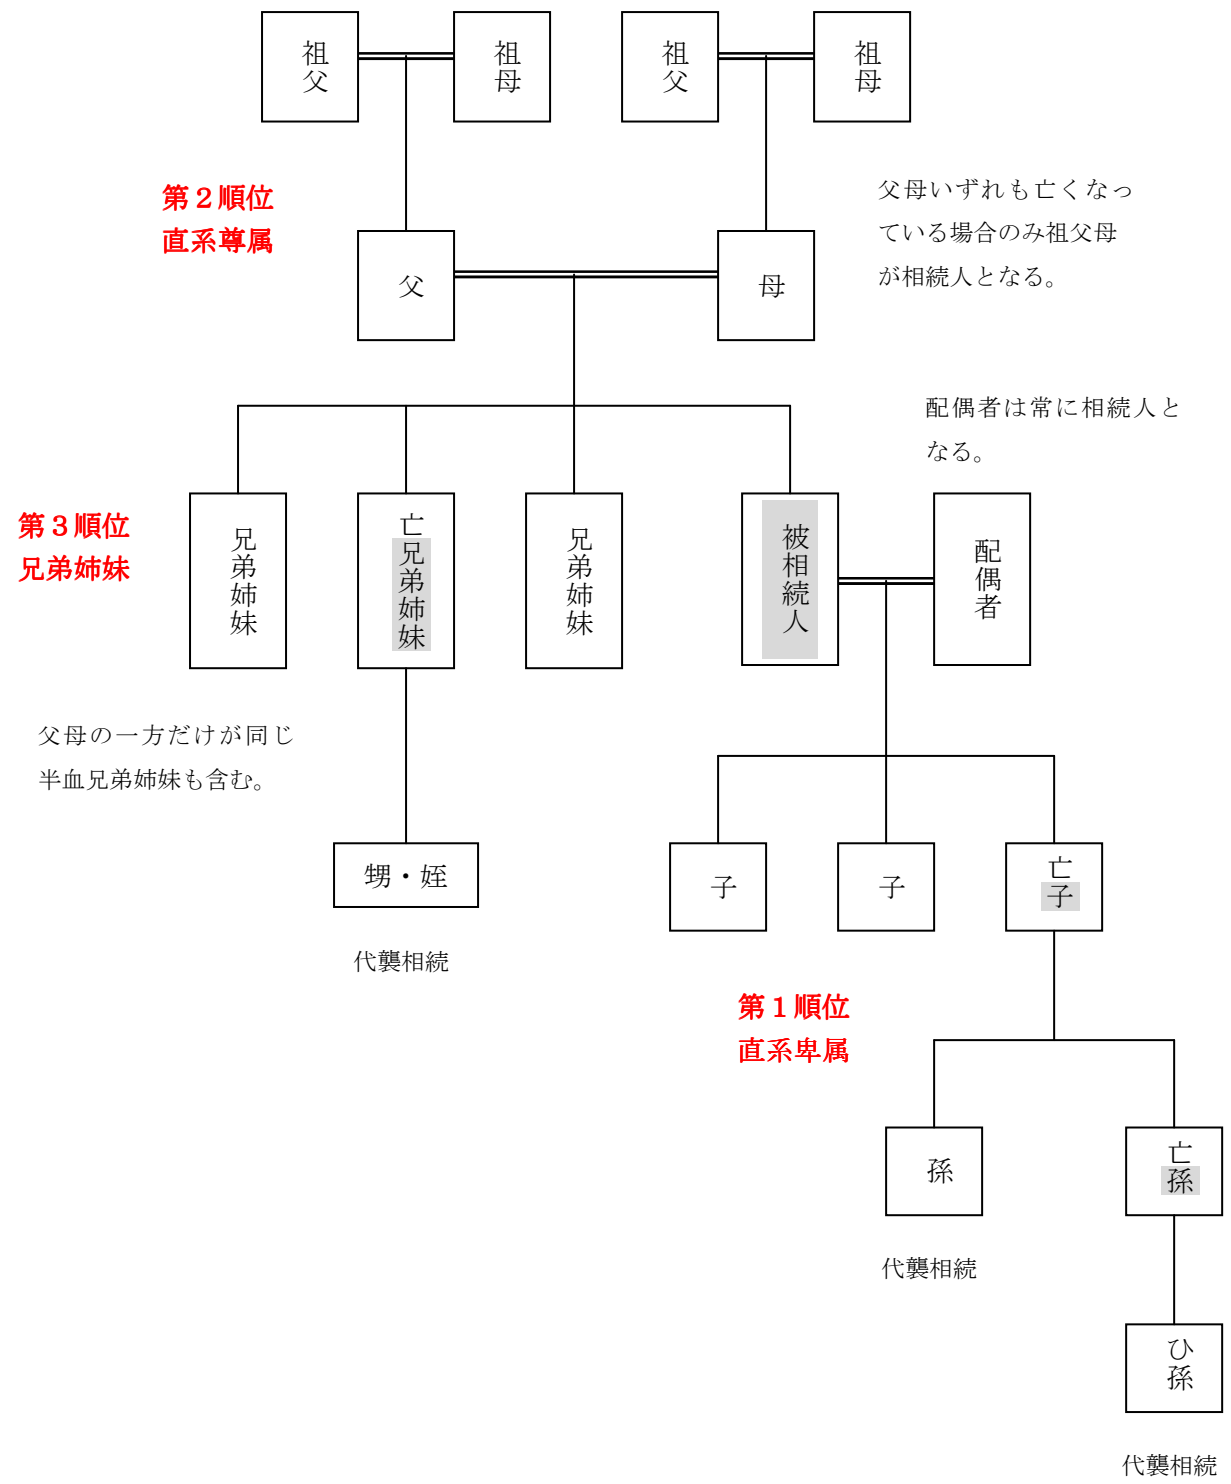 祖父
祖母
祖父
祖母
第２順位
直系尊属
父母いずれも亡くなっ
ている場合のみ祖父母
が相続人となる。
父
母
配偶者は常に相続人と
なる。
第３順位
兄弟姉妹
兄弟姉妹
亡兄弟姉妹
兄弟姉妹
被相続人
配偶者
父母の一方だけが同じ
半血兄弟姉妹も含む。
甥・姪
代襲相続
子
子
亡子
第１順位
直系卑属
孫
亡孫
代襲相続
ひ孫
代襲相続